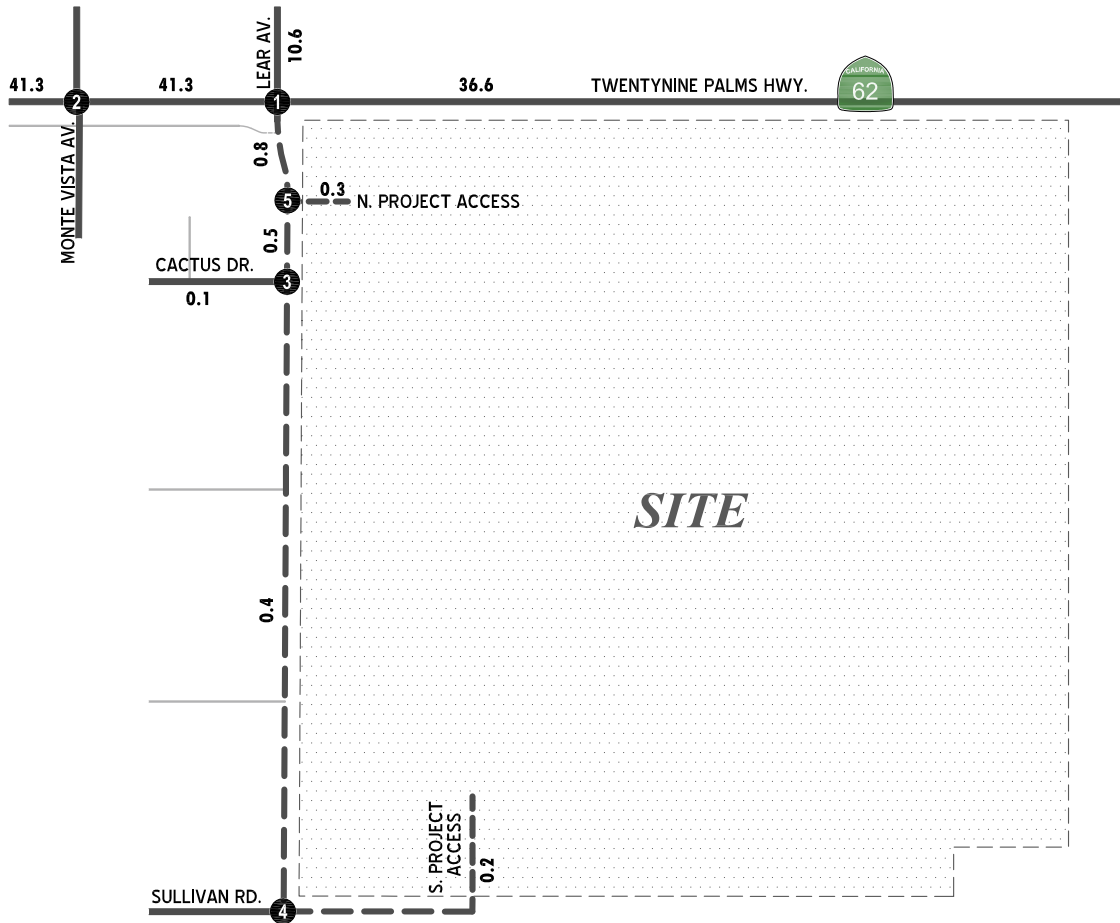 LEAR AV.
10.6
41.3
41.3
36.6
TWENTYNINE PALMS HWY.
CALIFORNIA
62
2
1
MONTE VISTA AV.
0.8
5
0.3
N. PROJECT ACCESS
0.5
CACTUS DR.
3
0.1
SITE
0.4
S. PROJECT
ACCESS
0.2
SULLIVAN RD.
4